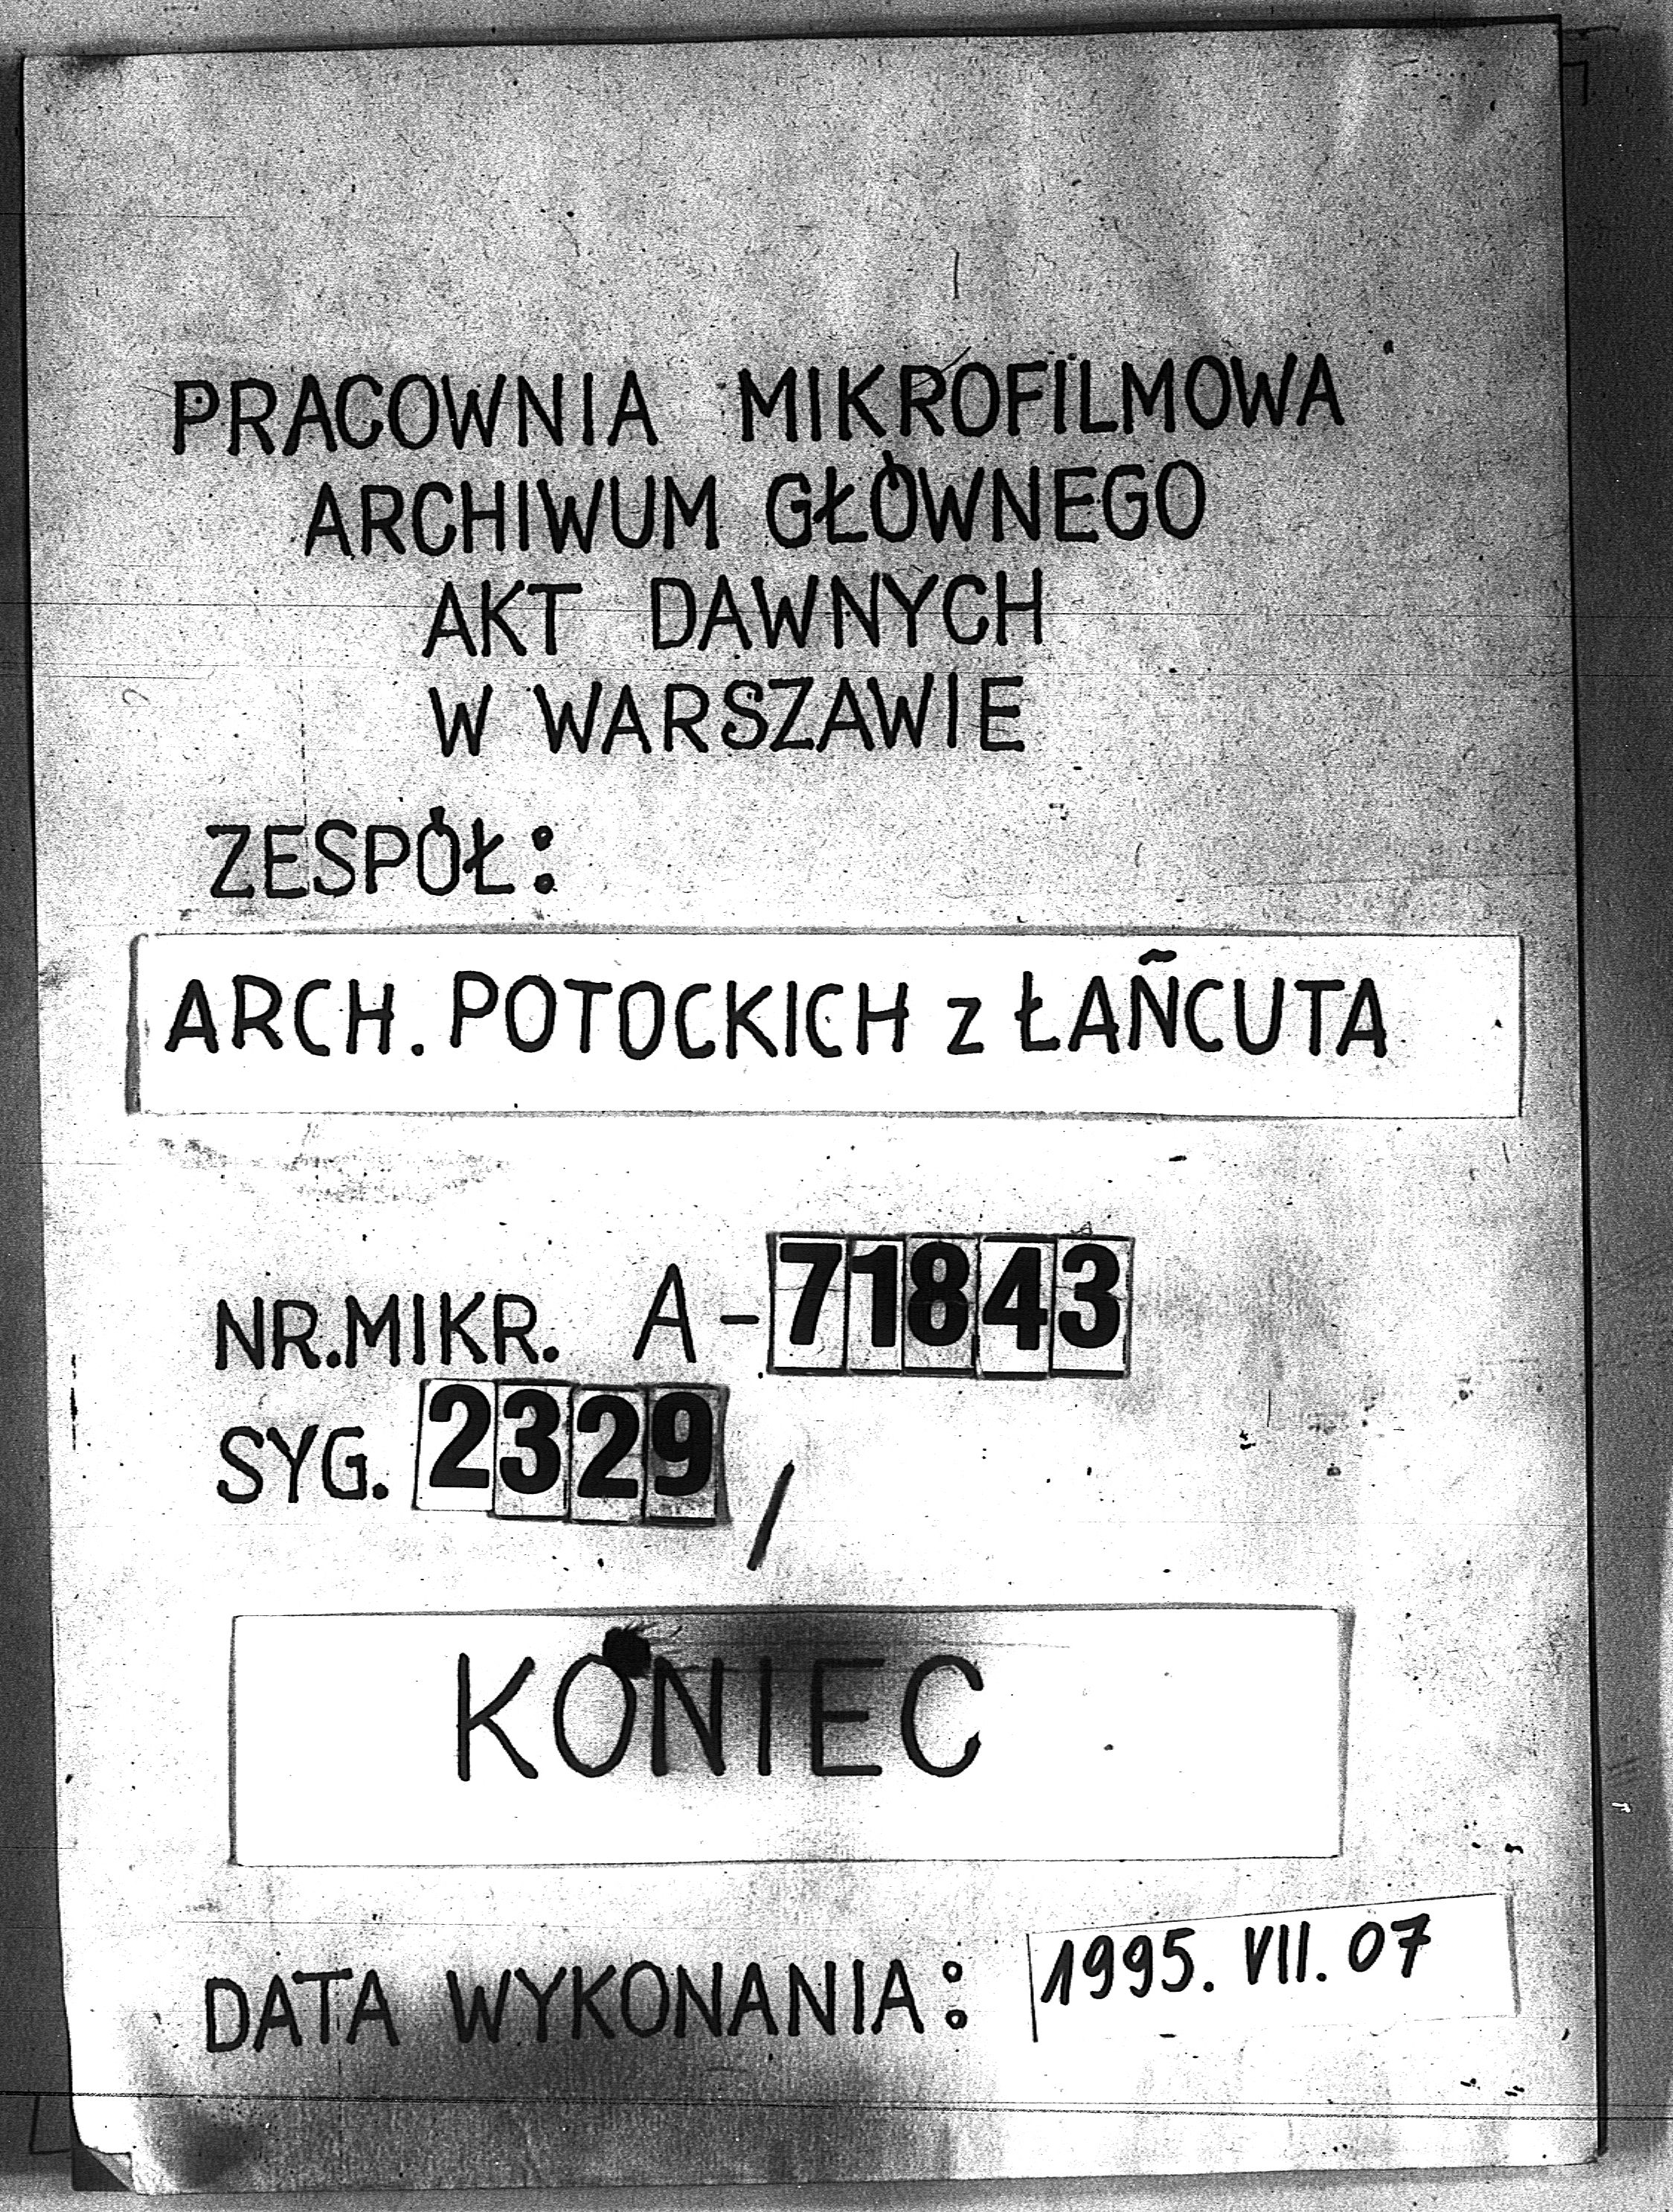 PRACOWNIA MIKROFILMOWA
ARCHIWUM GŁÓWNEGO
AKT DAWNYCH
W WARSZAWIE
ZESPÓŁ:
ARCH. POTOCKICH z ŁAŃCUTA
NR.MIKR. A-71843
SYG. 2329 /
KONIEC
DATA WYKONANIA: 1995. VII. 07